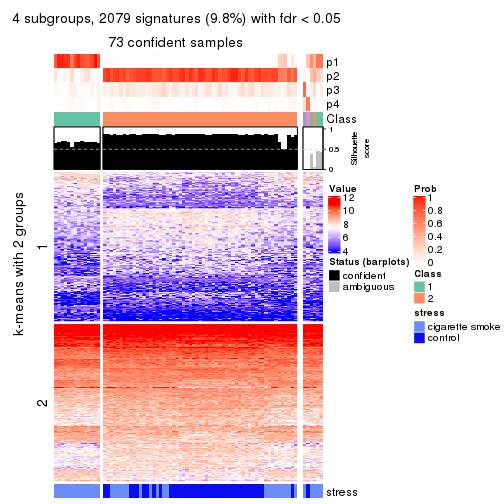 4 subgroups, 2079 signatures (9.8%) with fdr < 0.05
73 confident samples
p1
p2
p3
p4
Class
1
0.5
0
Silhouette
score
k-means with 2 groups
1
2
Value
12
10
8
6
4
Status (barplots)
confident
ambiguous
Prob
1
0.8
0.6
0.4
0.2
0
Class
1
2
stress
cigarette smoke
control
stress